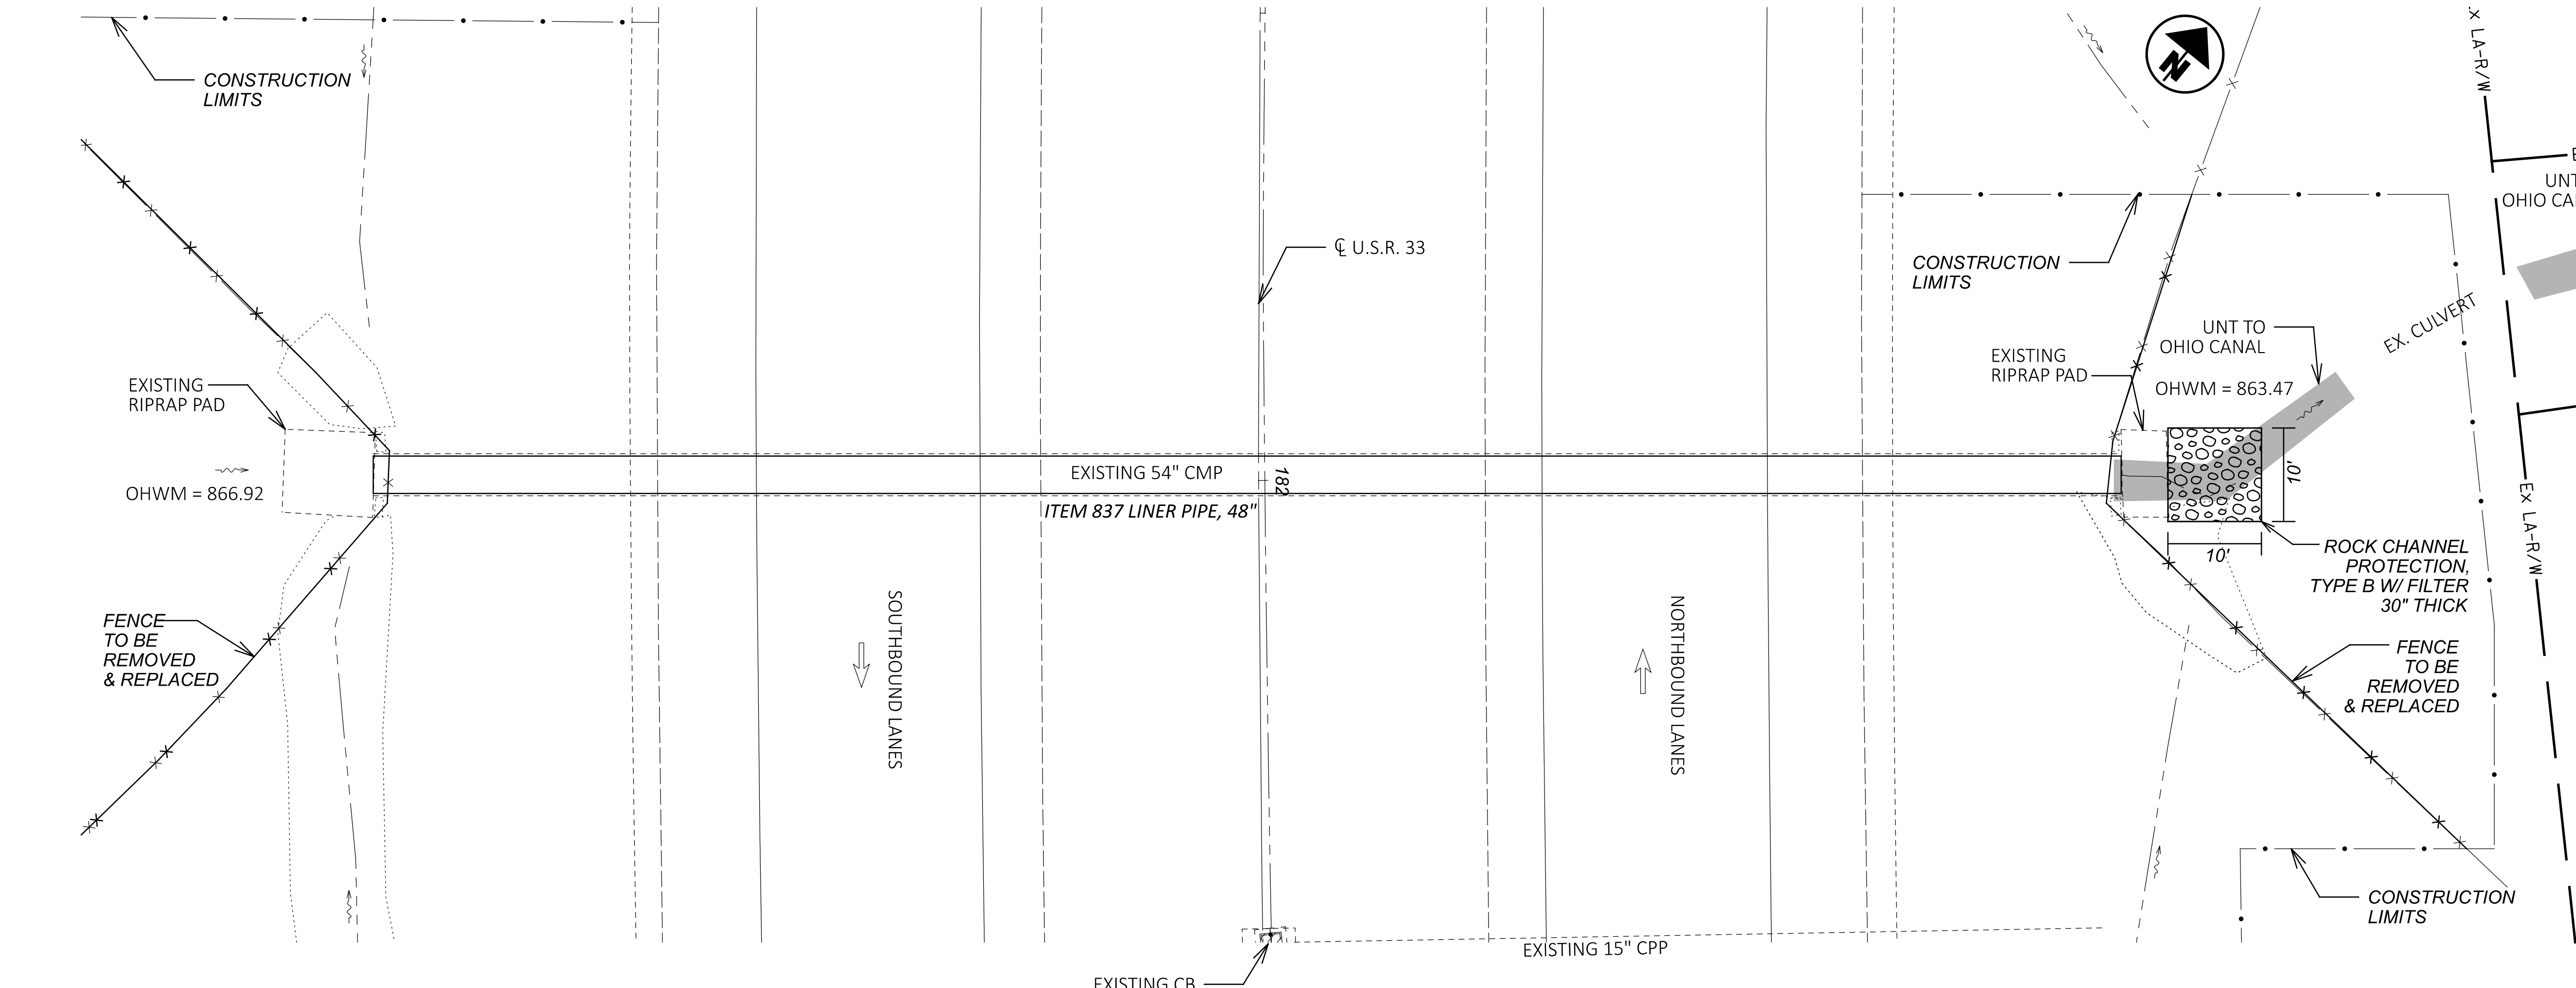 CONSTRUCTION
LIMITS
N
x LA-R/W
UNT
OHIO CA
℄ U.S.R. 33
CONSTRUCTION
LIMITS
EX. CULVERT
UNT TO
OHIO CANAL
EXISTING
RIPRAP PAD
OHWM = 863.47
EXISTING
RIPRAP PAD
OHWM = 866.92
EXISTING 54" CMP
182
ITEM 837 LINER PIPE, 48"
10'
10'
Ex LA-R/W
ROCK CHANNEL
PROTECTION,
TYPE B W/ FILTER
30" THICK
FENCE
TO BE
REMOVED
& REPLACED
SOUTHBOUND LANES
NORTHBOUND LANES
FENCE
TO BE
REMOVED
& REPLACED
CONSTRUCTION
LIMITS
EXISTING 15" CPP
EXISTING CB